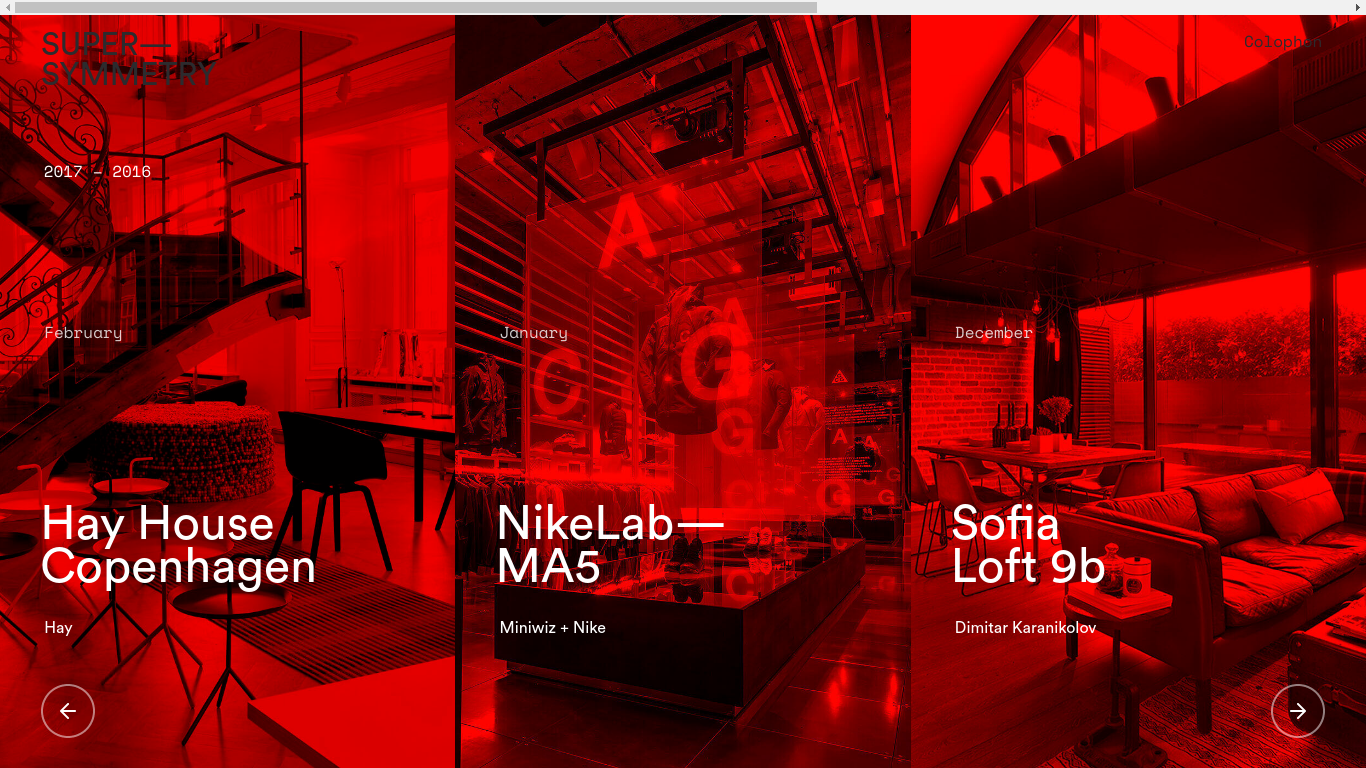 SUPER—
SYMMETRY
Colophon
2017 – 2016
February
January
December
Hay House
Copenhagen
NikeLab—
MA5
Sofia
Loft 9b
Hay
Miniwiz + Nike
Dimitar Karanikolov
A
G
A
G
G
C